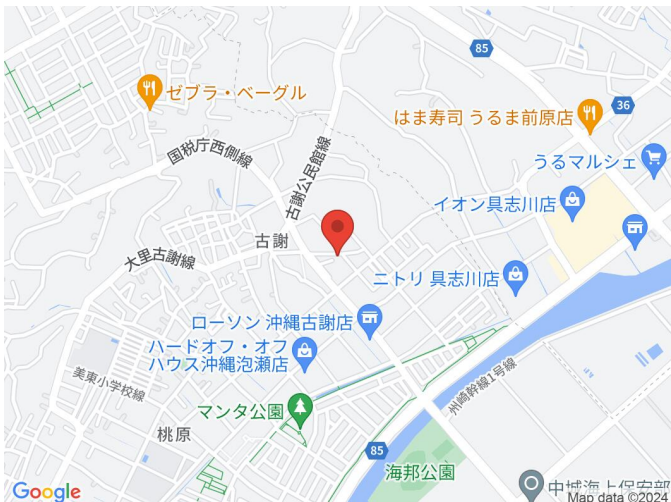 85
ゼブラ・ベーグル
はま寿司 うるま前原店
36
国税庁西側線
古謝公民館線
うるマルシェ
イオン具志川店
古謝
大里古謝線
ニトリ 具志川店
ローソン 沖縄古謝店
ハードオフ・オフ
ハウス沖縄泡瀬店
美東小学校線
州崎幹線1号線
マンタ公園
桃原
85
海邦公園
中城海上保安部
Google
Map data ©2024